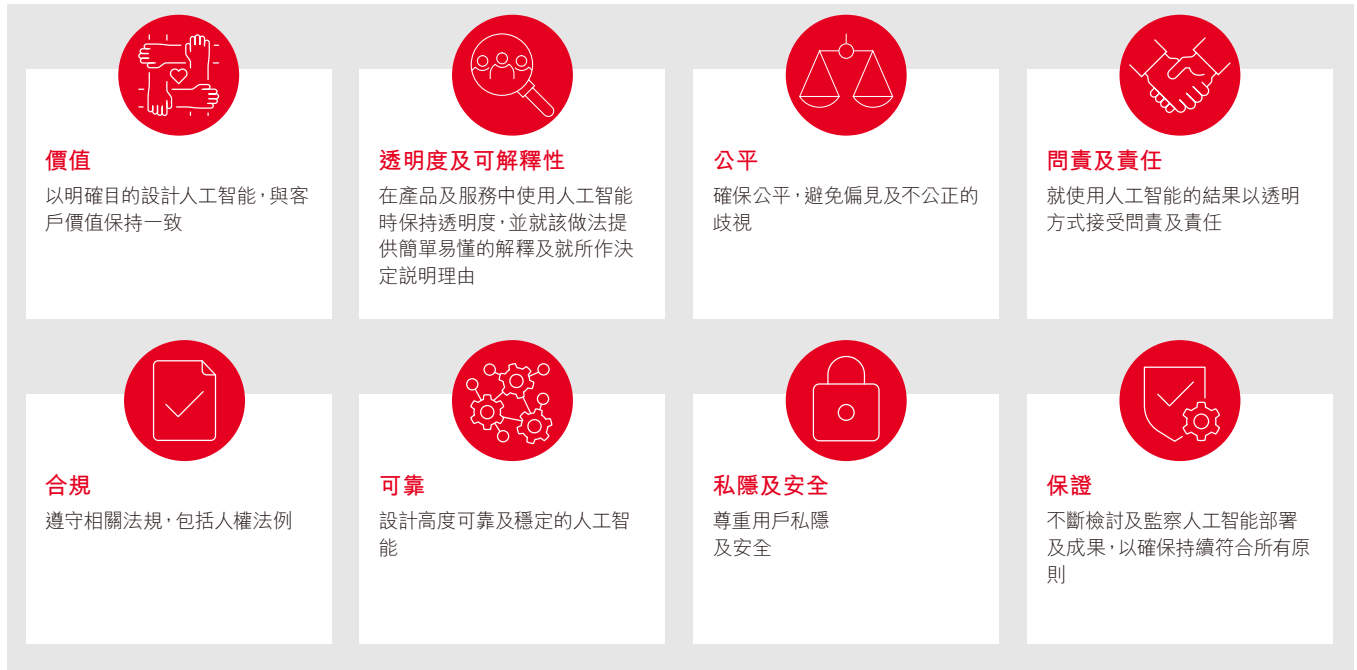 價值
以明確目的設計人工智能，與客
戶價值保持一致
透明度及可解釋性
在產品及服務中使用人工智能
時保持透明度，並就該做法提
供簡單易懂的解釋及就所作決
定説明理由
公平
確保公平，避免偏見及不公正的
歧視
問責及責任
就使用人工智能的結果以透明
方式接受問責及責任
合規
遵守相關法規，包括人權法例
可靠
設計高度可靠及穩定的人工智
能
私隱及安全
尊重用戶私隱
及安全
保證
不斷檢討及監察人工智能部署
及成果，以確保持續符合所有原
則